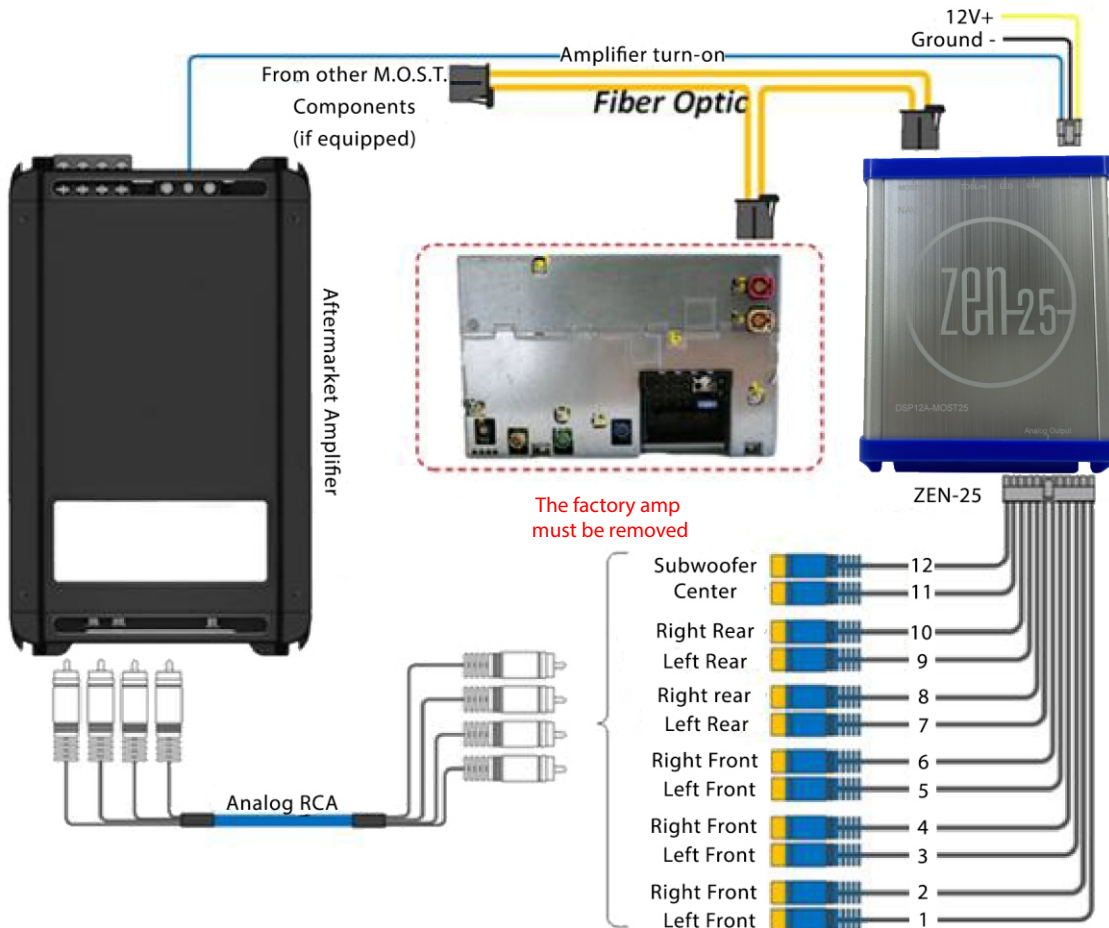 12V+
Ground -
Amplifier turn-on
From other M.O.S.T.
Components
(if equipped)
Fiber Optic
Aftermarket Amplifier
zen-25
DSP12A-MOST25
Analog Output
The factory amp
must be removed
ZEN-25
Subwoofer 12
Center 11
Right Rear 10
Left Rear 9
Right rear 8
Left Rear 7
Right Front 6
Left Front 5
Right Front 4
Left Front 3
Right Front 2
Left Front 1
Analog RCA